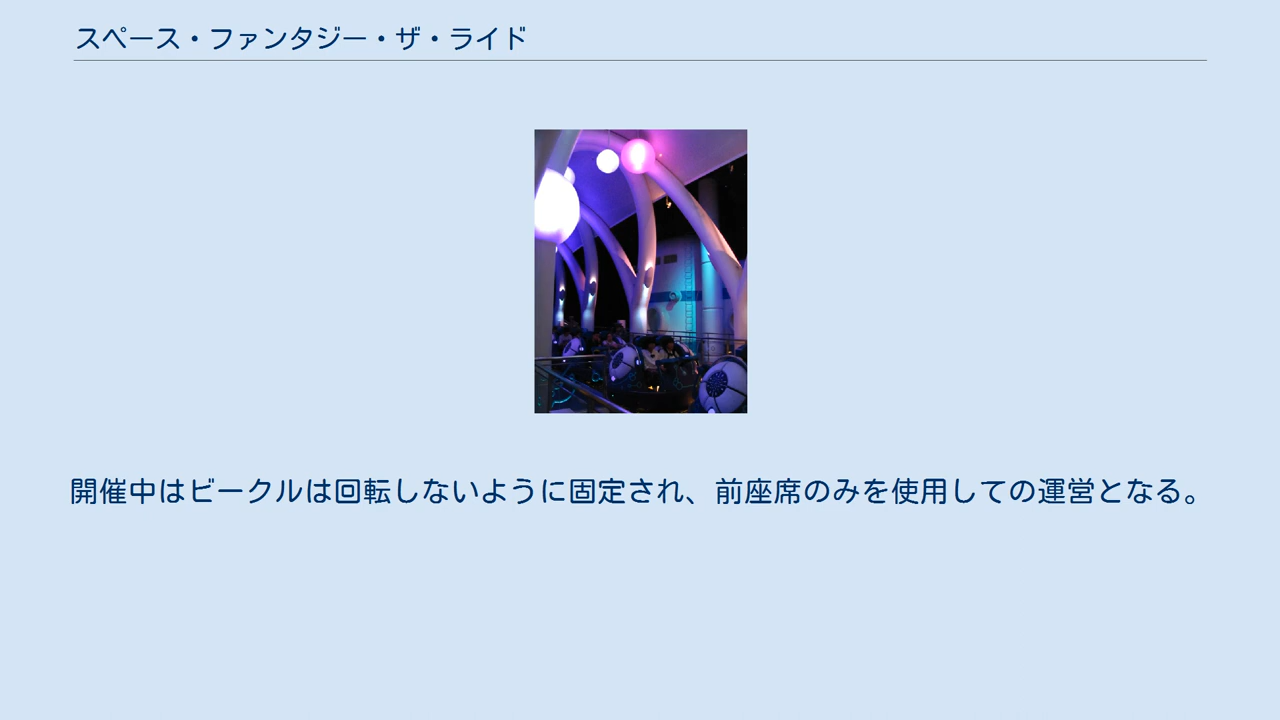 スペース・ファンタジー・ザ・ライド
開催中はビークルは回転しないように固定され、前座席のみを使用しての運営となる。